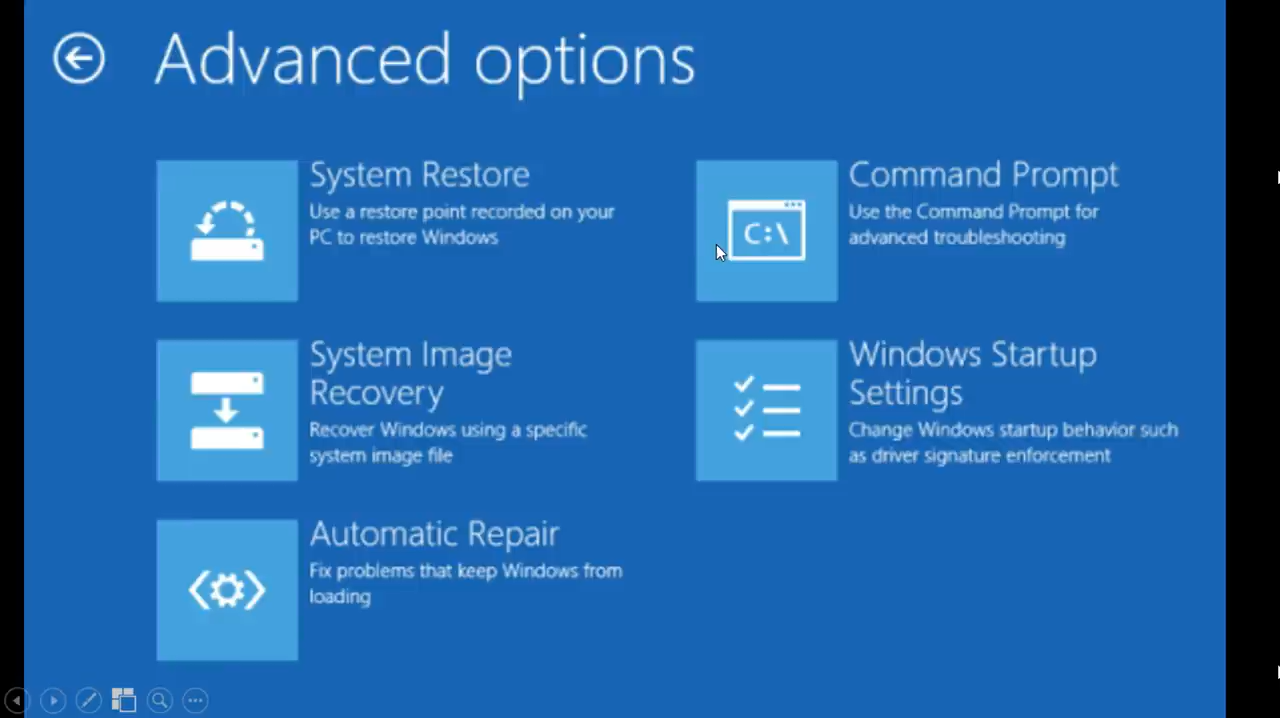 Advanced options
System Restore
Use a restore point recorded on your
PC to restore Windows
Command Prompt
Use the Command Prompt for
advanced troubleshooting
C:\
System Image
Recovery
Recover Windows using a specific
system image file
Windows Startup
Settings
Change Windows startup behavior such
as driver signature enforcement
Automatic Repair
Fix problems that keep Windows from
loading